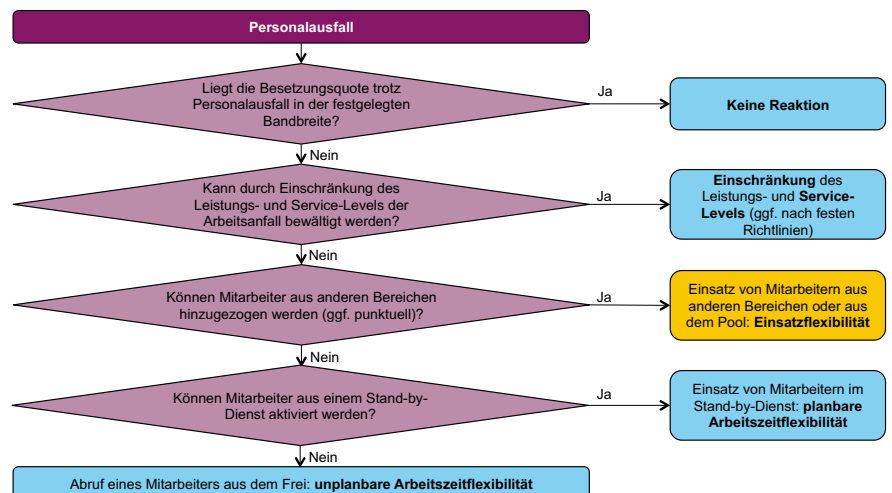 Personalausfall
Liegt die Besetzungsquote trotz
Personalausfall in der festgelegten
Bandbreite?
Ja
Keine Reaktion
Nein
Kann durch Einschränkung des
Leistungs- und Service-Levels der
Arbeitsanfall bewältigt werden?
Ja
Einschränkung des
Leistungs- und Service-
Levels (ggf. nach festen
Richtlinien)
Nein
Können Mitarbeiter aus anderen Bereichen
hinzugezogen werden (ggf. punktuell)?
Ja
Einsatz von Mitarbeitern aus
anderen Bereichen oder aus
dem Pool: Einsatzflexibilität
Nein
Können Mitarbeiter aus einem Stand-by-
Dienst aktiviert werden?
Ja
Einsatz von Mitarbeitern im
Stand-by-Dienst: planbare
Arbeitszeitflexibilität
Nein
Abruf eines Mitarbeiters aus dem Frei: unplanbare Arbeitszeitflexibilität